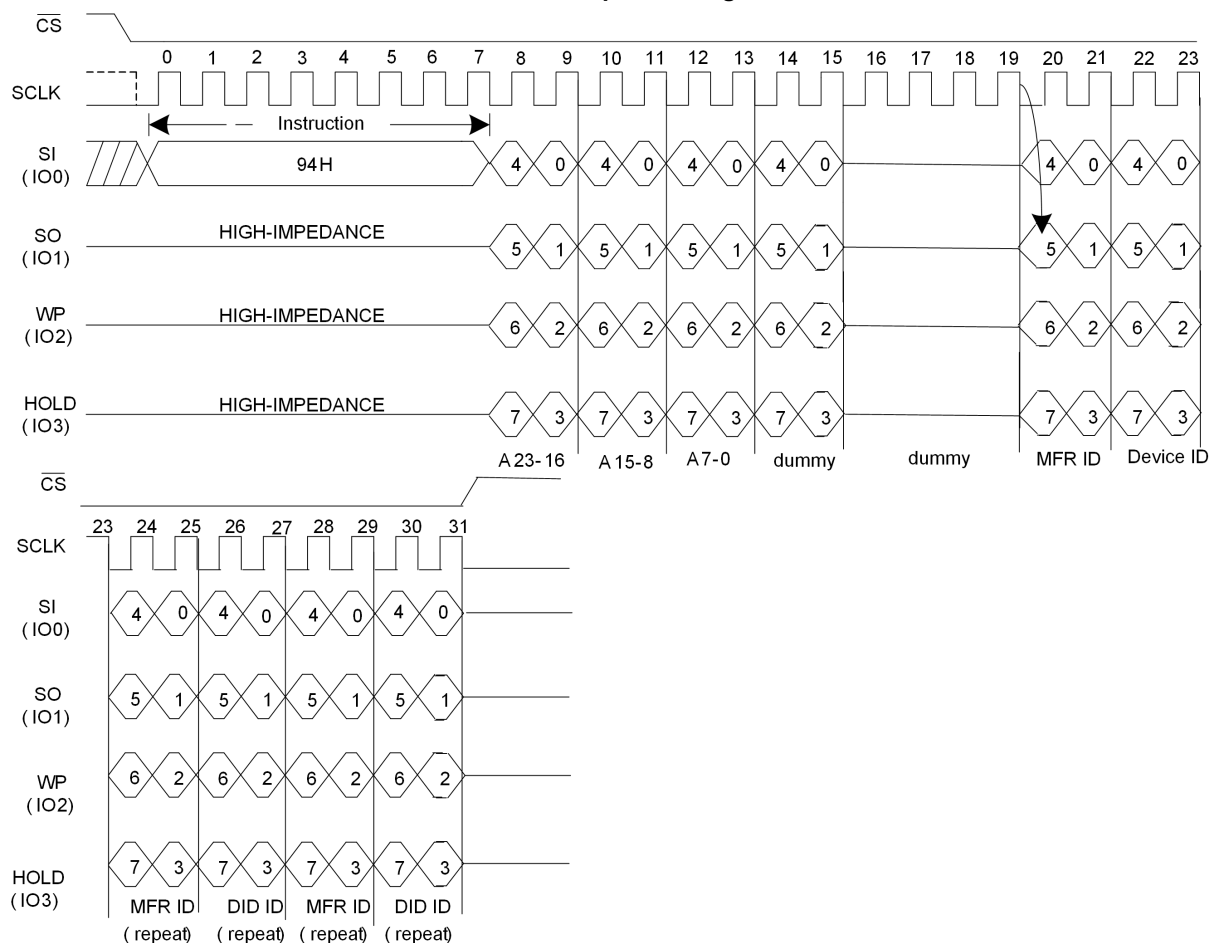 CS
0 1 2 3 4 5 6 7 8 9 10 11 12 13 14 15 16 17 18 19 20 21 22 23
SCLK
Instruction
SI
( IO0)
94H
4 0 4 0 4 0 4 0 4 0 4 0
SO
( IO1)
HIGH-IMPEDANCE
5 1 5 1 5 1 5 1 5 1 5 1
WP
( IO2)
HIGH-IMPEDANCE
6 2 6 2 6 2 6 2 6 2 6 2
HOLD
( IO3)
HIGH-IMPEDANCE
7 3 7 3 7 3 7 3 7 3 7 3
A 23-16 A 15-8 A 7-0 dummy dummy MFR ID Device ID
CS
23 24 25 26 27 28 29 30 31
SCLK
SI
( IO0)
4 0 4 0 4 0 4 0
SO
( IO1)
5 1 5 1 5 1 5 1
WP
( IO2)
6 2 6 2 6 2 6 2
HOLD
( IO3)
7 3 7 3 7 3 7 3
MFR ID DID ID MFR ID DID ID
( repeat) ( repeat) ( repeat) ( repeat)